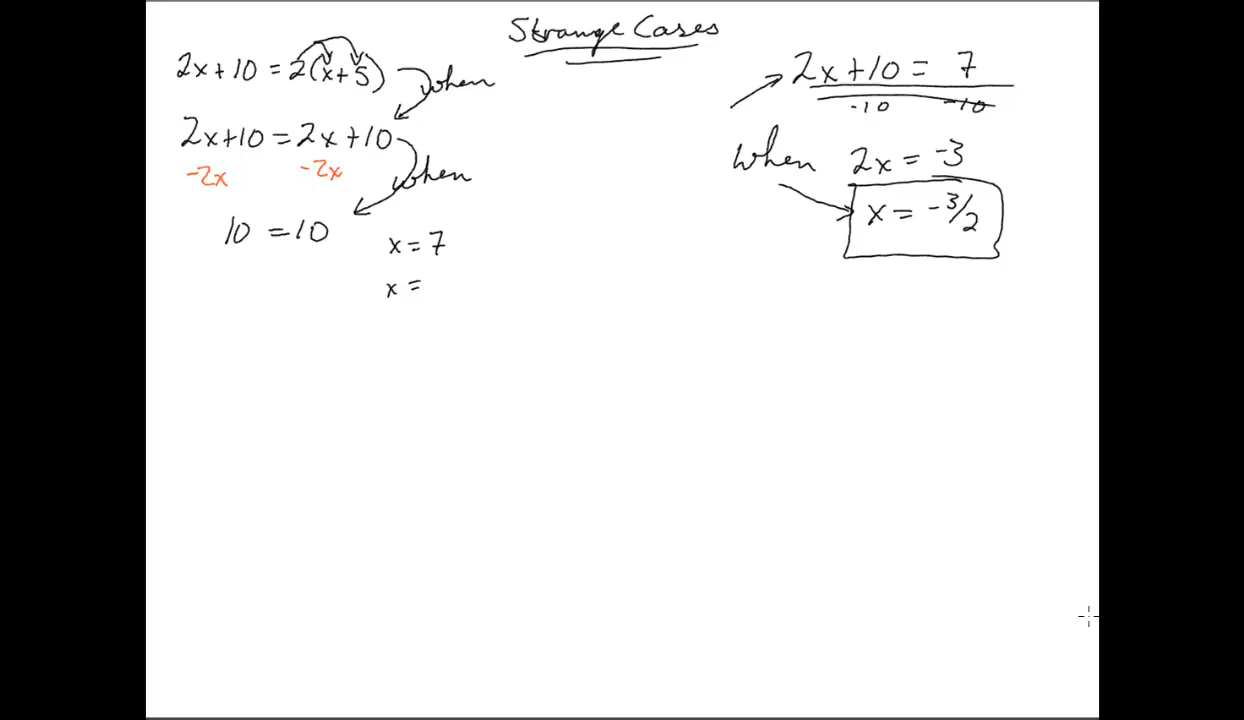 Strange Cases
2x + 10 = 2(x + 5) when
2x + 10 = 2x + 10
-2x -2x when
10 = 10
x = 7
x =
2x + 10 = 7
-10 -10
when 2x = -3
x = -3/2